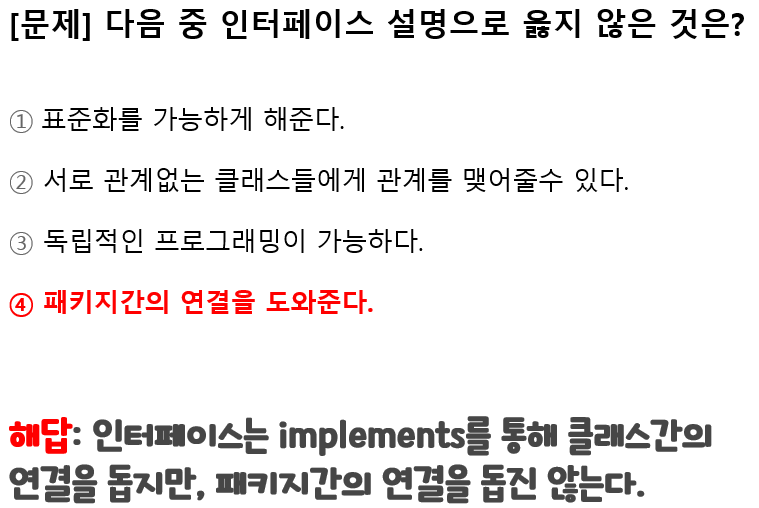 [문제] 다음 중 인터페이스 설명으로 옳지 않은 것은?
① 표준화를 가능하게 해준다.
② 서로 관계없는 클래스들에게 관계를 맺어줄수 있다.
③ 독립적인 프로그래밍이 가능하다.
④ 패키지간의 연결을 도와준다.
해답: 인터페이스는 implements를 통해 클래스간의
연결을 돕지만, 패키지간의 연결을 돕진 않는다.